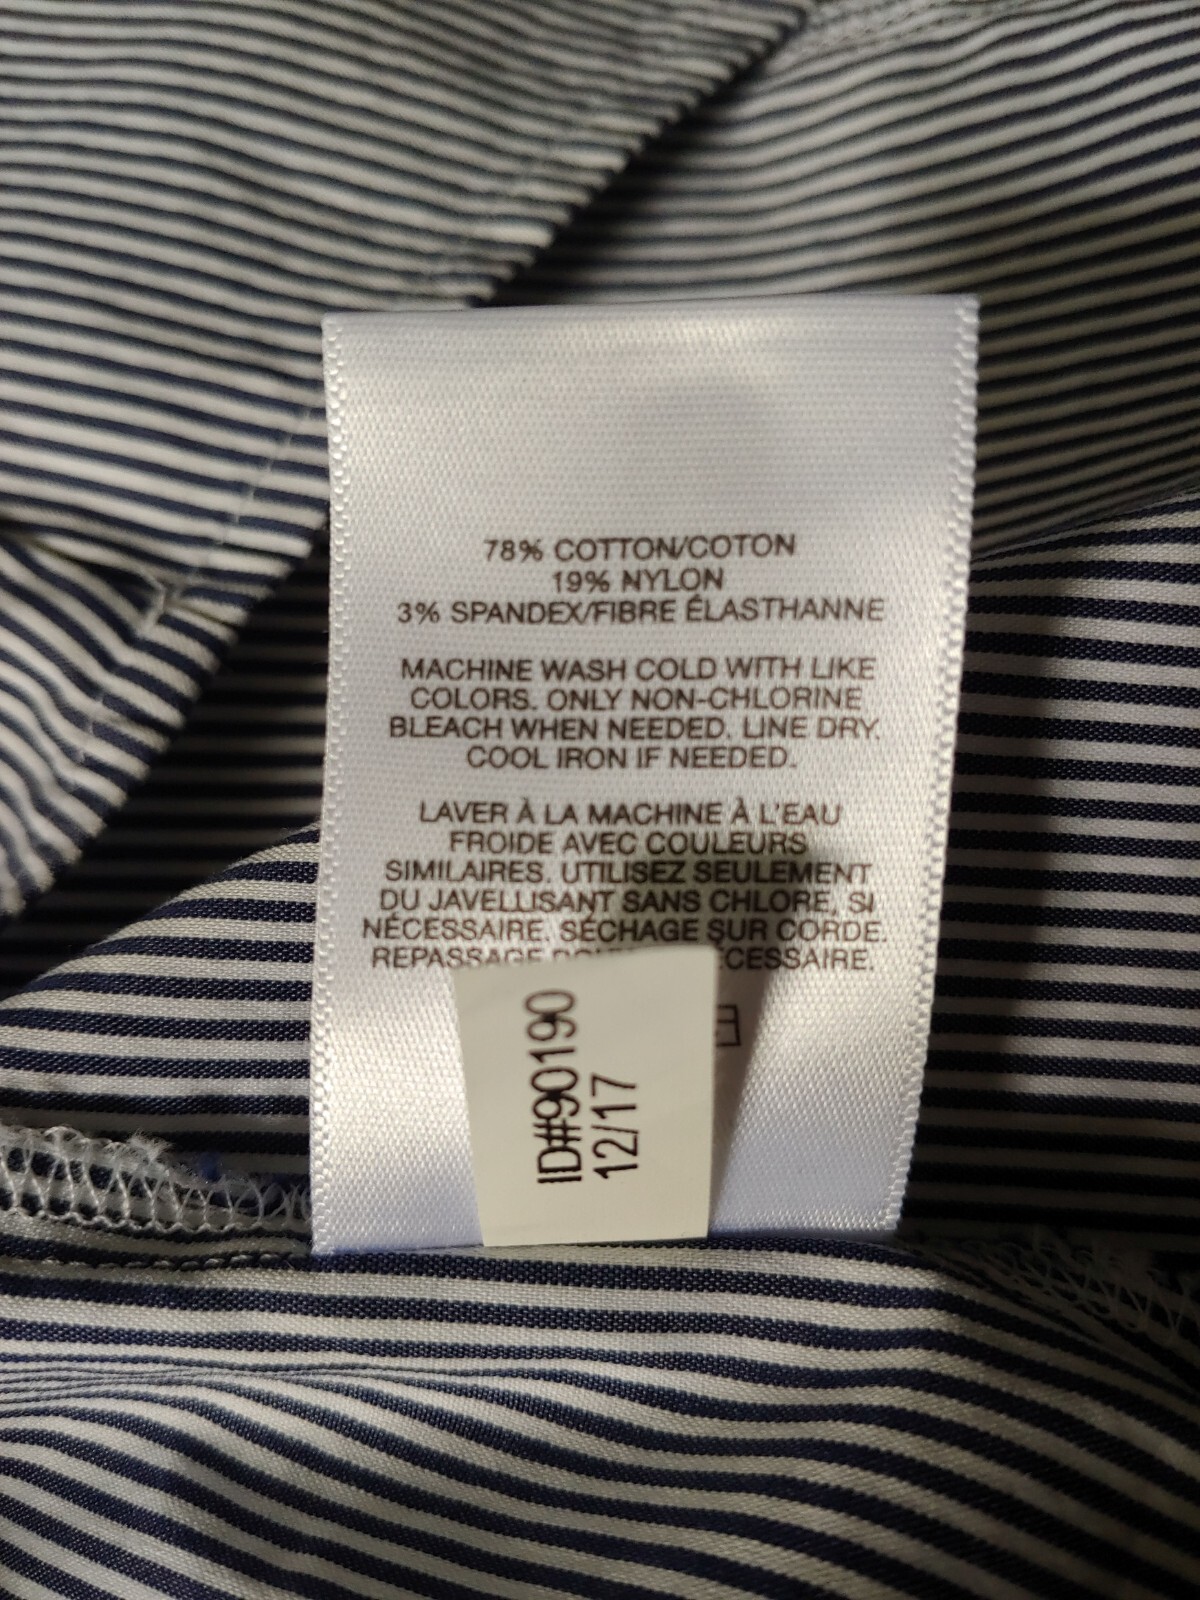 78% COTTON/COTON
19% NYLON
3% SPANDEX/FIBRE ÉLASTHANNE
MACHINE WASH COLD WITH LIKE
COLORS. ONLY NON-CHLORINE
BLEACH WHEN NEEDED. LINE DRY.
COOL IRON IF NEEDED.
LAVER À LA MACHINE À L'EAU
FROIDE AVEC COULEURS
SIMILAIRES. UTILISEZ SEULEMENT
DU JAVELLISANT SANS CHLORE, SI
NÉCESSAIRE. SÉCHAGE SUR CORDE.
REPASSAGE
ID#90190
12/17